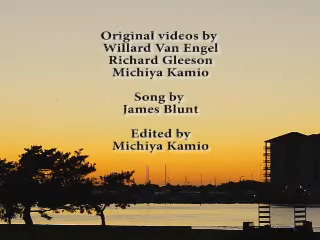 Original videos by
Willard Van Engel
Richard Gleeson
Michiya Kamio
Song by
James Blunt
Edited by
Michiya Kamio